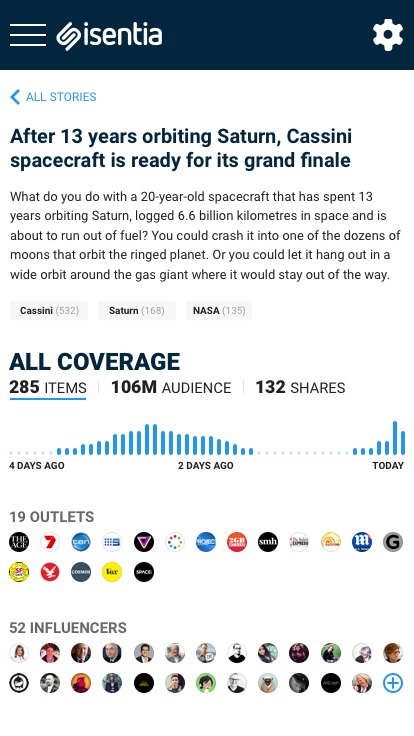 isentia
ALL STORIES
After 13 years orbiting Saturn, Cassini
spacecraft is ready for its grand finale
What do you do with a 20-year-old spacecraft that has spent 13
years orbiting Saturn, logged 6.6 billion kilometres in space and is
about to run out of fuel? You could crash it into one of the dozens of
moons that orbit the ringed planet. Or you could let it hang out in a
wide orbit around the gas giant where it would stay out of the way.
Cassini (532) Saturn (168) NASA (135)
ALL COVERAGE
285 ITEMS 106M AUDIENCE 132 SHARES
4 DAYS AGO 2 DAYS AGO TODAY
19 OUTLETS
THE AGE 7 ten 9 2GB smh EXPRESS m G
COSMOS Vox SPACE
52 INFLUENCERS